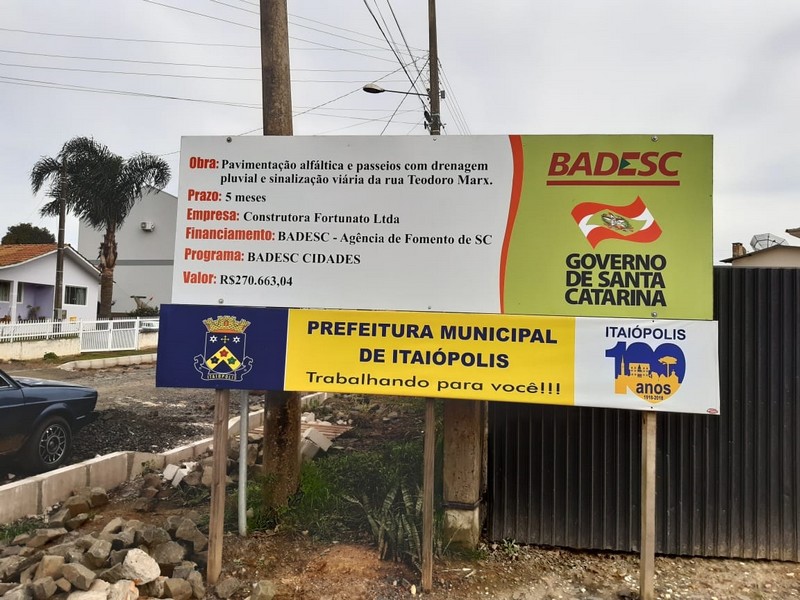 Obra: Pavimentação alfáltica e passeios com drenagem
pluvial e sinalização viária da rua Teodoro Marx.
Prazo: 5 meses
Empresa: Construtora Fortunato Ltda
Financiamento: BADESC - Agência de Fomento de SC
Programa: BADESC CIDADES
Valor: R$270.663,04
BADESC
GOVERNO
DE SANTA
CATARINA
PREFEITURA MUNICIPAL
DE ITAIÓPOLIS
Trabalhando para você!!!
ITAIÓPOLIS
100
anos
1918-2018